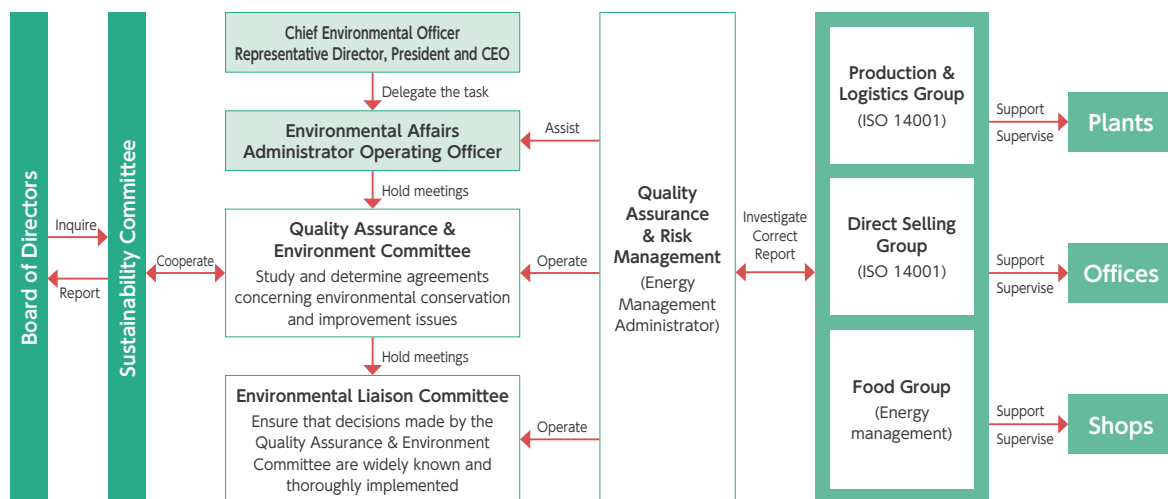 Board of Directors
Inquire
Report
Sustainability Committee
Cooperate
Chief Environmental Officer
Representative Director, President and CEO
Delegate the task
Environmental Affairs
Administrator Operating Officer
Hold meetings
Quality Assurance &
Environment Committee
Study and determine agreements
concerning environmental conservation
and improvement issues
Hold meetings
Environmental Liaison Committee
Ensure that decisions made by the
Quality Assurance & Environment
Committee are widely known and
thoroughly implemented
Assist
Operate
Operate
Quality
Assurance
& Risk
Management
(Energy
Management
Administrator)
Investigate
Correct
Report
Production &
Logistics Group
(ISO 14001)
Support
Supervise
Plants
Direct Selling
Group
(ISO 14001)
Support
Supervise
Offices
Food Group
(Energy
management)
Support
Supervise
Shops